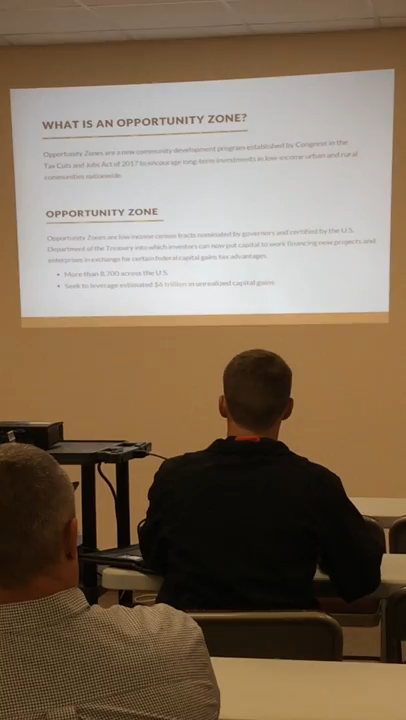 WHAT IS AN OPPORTUNITY ZONE?
Opportunity Zones are a new community development program established by Congress in the
Tax Cuts and Jobs Act of 2017 to encourage long-term investments in low-income urban and rural
communities nationwide.
OPPORTUNITY ZONE
Opportunity Zones are low income census tracts nominated by governors and certified by the U.S.
Department of the Treasury into which investors can now put capital to work financing new projects and
enterprises in exchange for certain federal capital gains tax advantages.
• More than 8,700 across the U.S.
• Seek to leverage estimated $6 trillion in unrealized capital gains